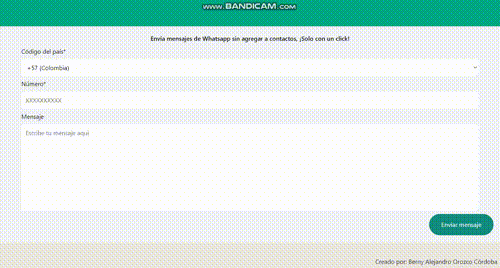 www.BANDICAM.com
Envía mensajes de Whatsapp sin agregar a contactos, ¡Solo con un click!
Código del país*
+57 (Colombia)
Número*
XXXXXXXXXX
Mensaje
Escribe tu mensaje aquí
Enviar mensaje
Creado por: Berny Alejandro Orozco Córdoba